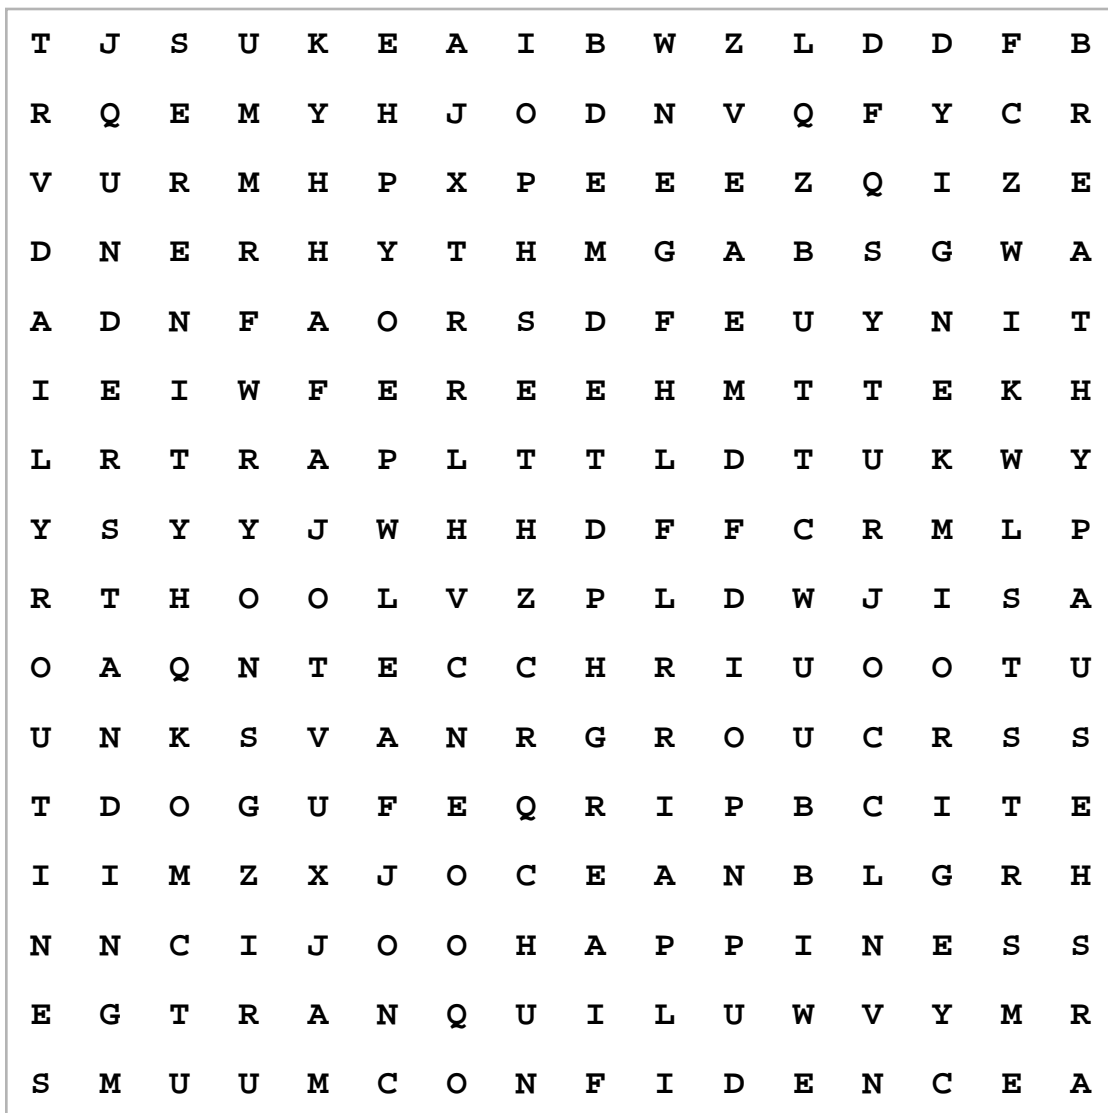 T J S U K E A I B W Z L D D F B
R Q E M Y H J O D N V Q F Y C R
V U R M H P X P E E E Z Q I Z E
D N E R H Y T H M G A B S G W A
A D N F A O R S D F E U Y N I T
I E I W F E R E E H M T T E K H
L R T R A P L T T L D T U K W Y
Y S Y Y J W H H D F F C R M L P
R T H O O L V Z P L D W J I S A
O A Q N T E C C H R I U O O T U
U N K S V A N R G R O U C R S S
T D O G U F E Q R I P B C I T E
I I M Z X J O C E A N B L G R H
N N C I J O O H A P P I N E S S
E G T R A N Q U I L U W V Y M R
S M U U M C O N F I D E N C E A